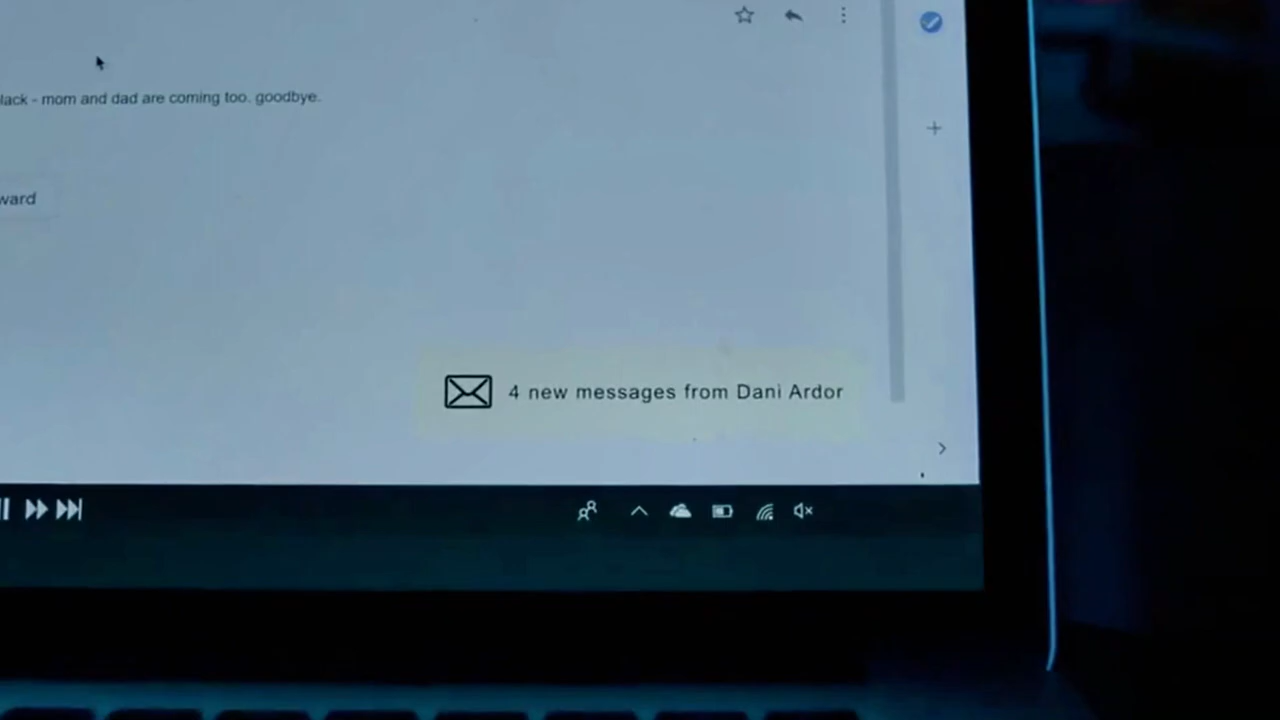 lack - mom and dad are coming too. goodbye.
ward
4 new messages from Dani Ardor